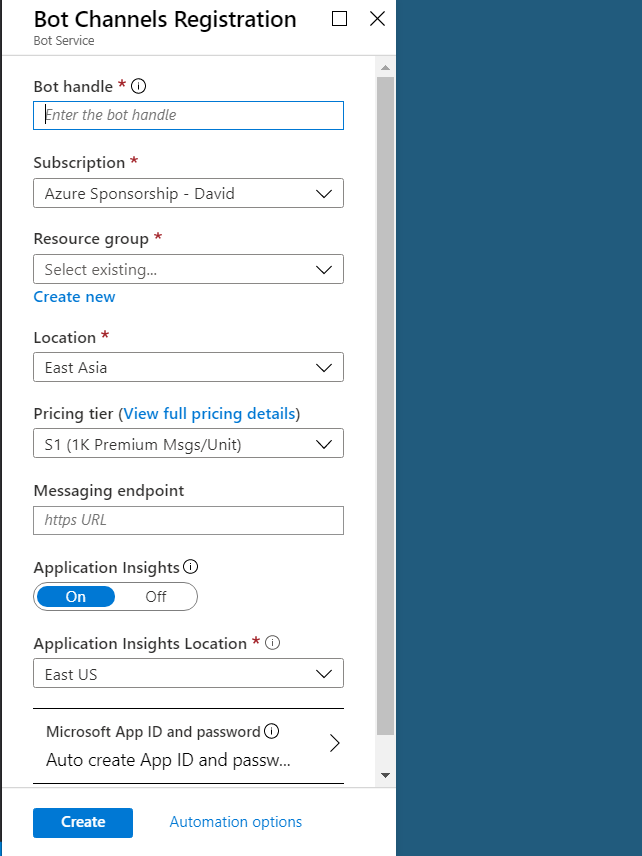 Bot Channels Registration
Bot Service
Bot handle *
Enter the bot handle
Subscription *
Azure Sponsorship - David
Resource group *
Select existing...
Create new
Location *
East Asia
Pricing tier (View full pricing details)
S1 (1K Premium Msgs/Unit)
Messaging endpoint
https URL
Application Insights
On Off
Application Insights Location *
East US
Microsoft App ID and password
Auto create App ID and passw...
Create Automation options